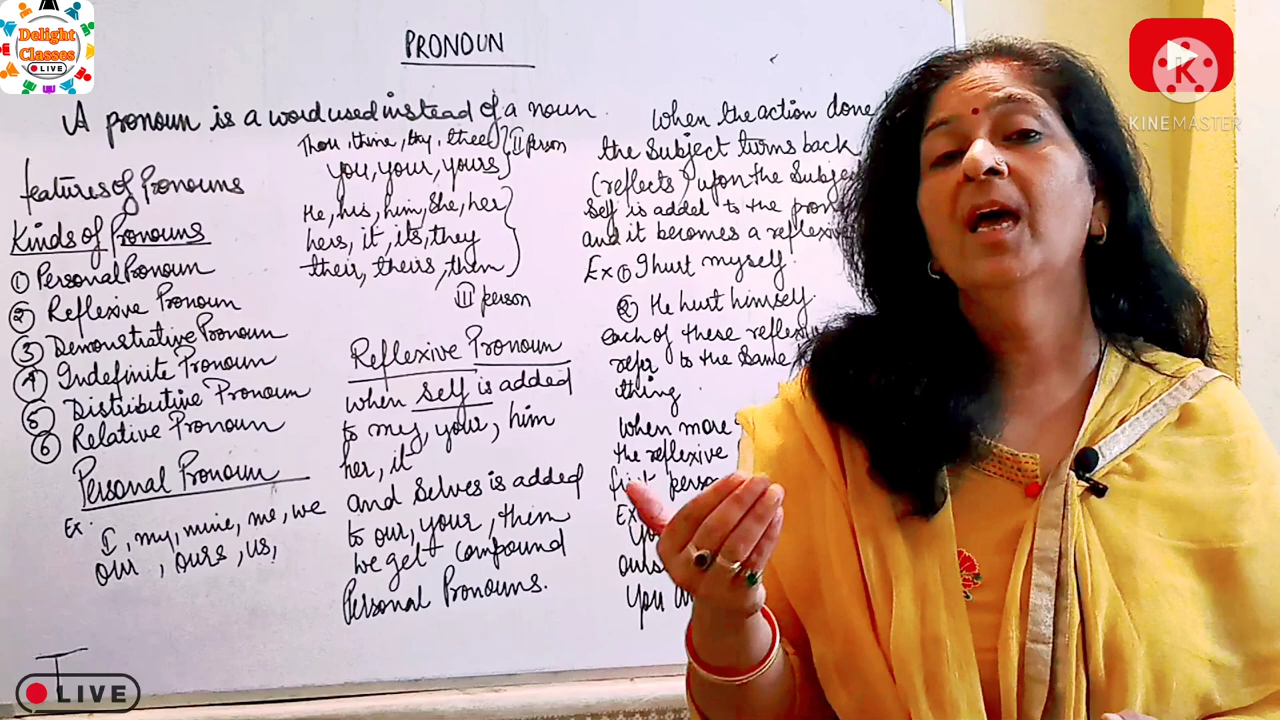 Delight
Classes
LIVE
PRONOUN
A pronoun is a word used instead of a noun.
features of Pronouns
Kinds of Pronouns
① Personal Pronoun
② Reflexive Pronoun
③ Demonstrative Pronoun
④ Indefinite Pronoun
⑤ Distributive Pronoun
⑥ Relative Pronoun
Personal Pronoun
Ex. I, my, mine, me, we
our, ours, us,
Thou, thine, thy, thee
II person
you, your, yours
He, his, him, she, her
hers, it, its, they
their, theirs, them
III person
Reflexive Pronoun
when self is added
to my, your, him
her, it
and selves is added
to our, your, them
we get compound
Personal Pronouns.
When the action done
the Subject turns back
(reflects) upon the
self is added to the
and it becomes a
Ex ① I hurt myself.
② He hurt himself.
each of these
refer to the same
thing
when more
the reflexive
first
Ex
You
I
LIVE
K
KINEMASTER